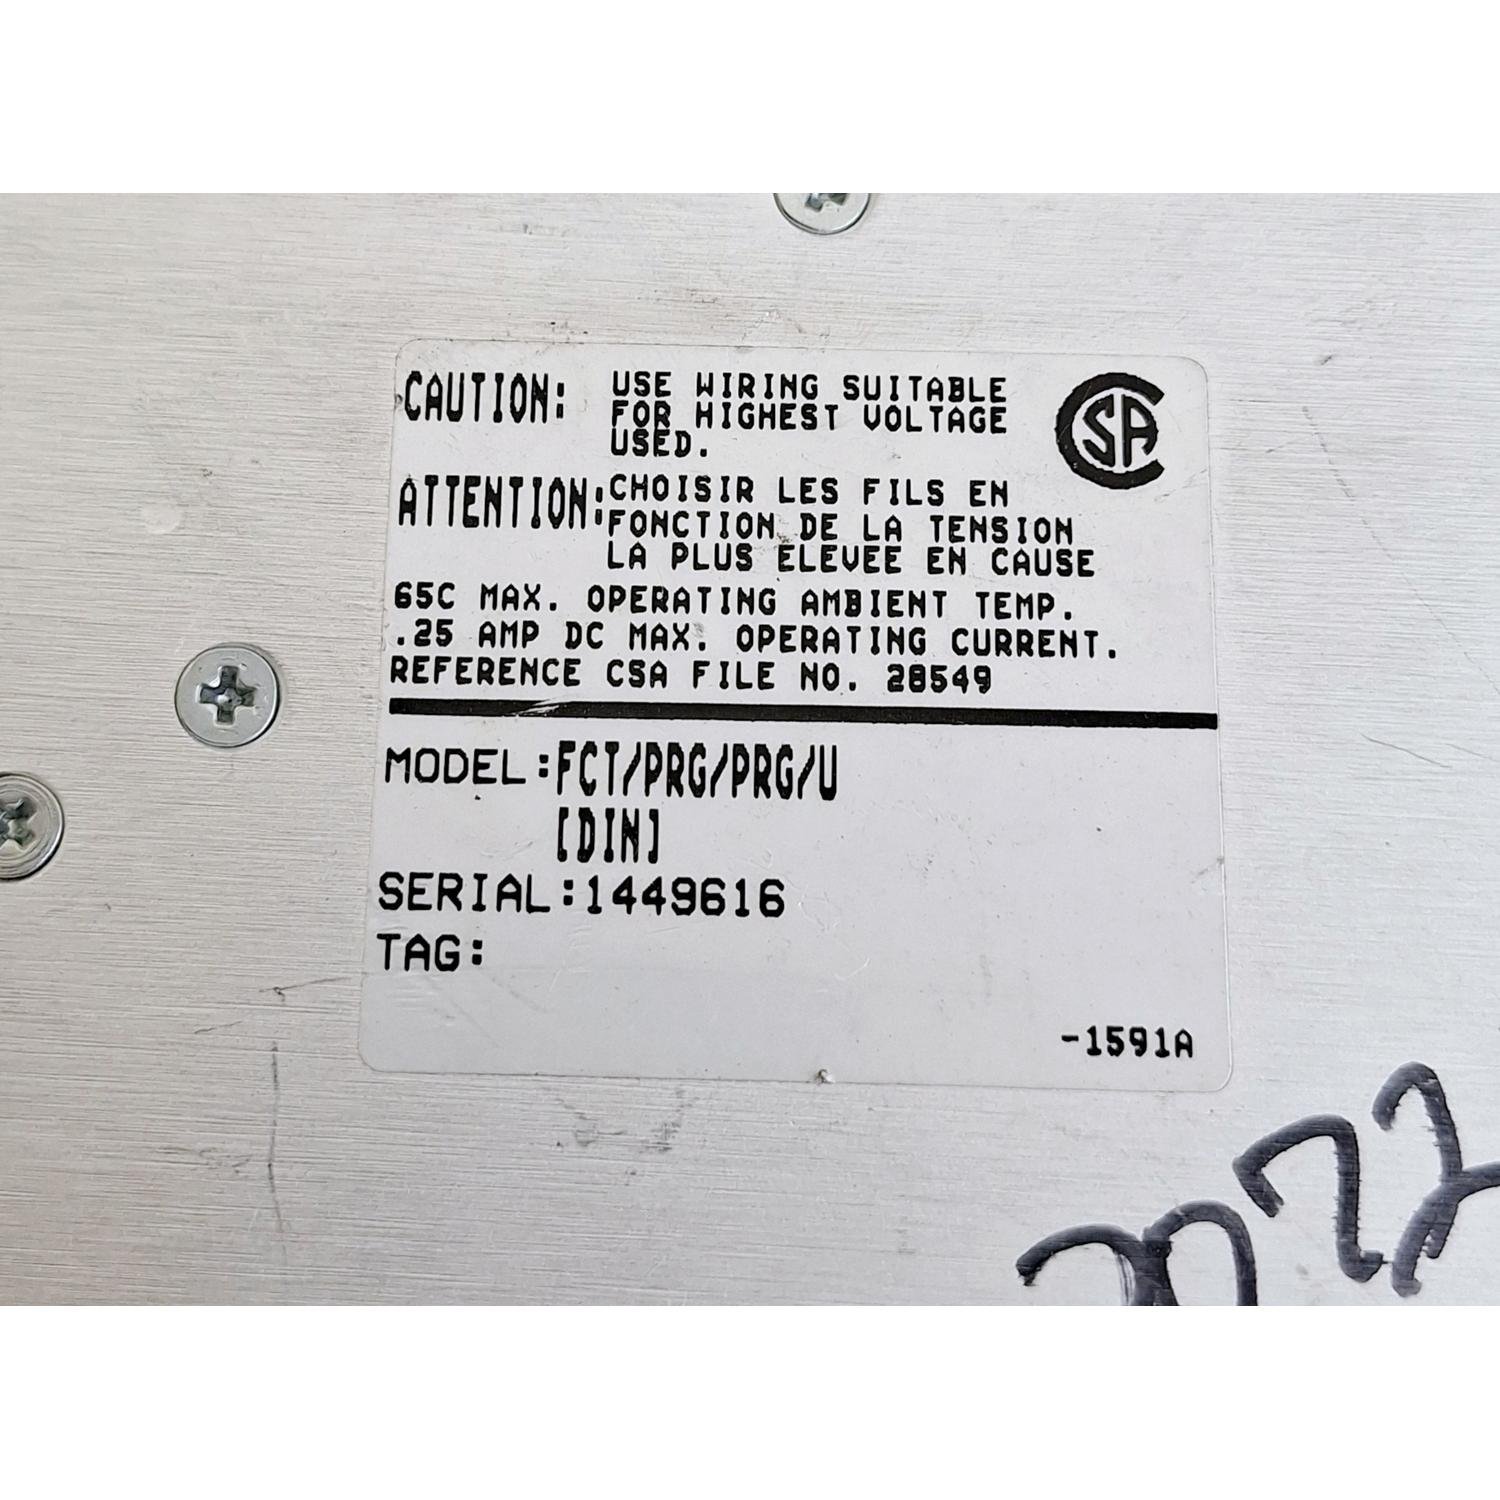 CAUTION: USE WIRING SUITABLE
FOR HIGHEST VOLTAGE
USED.
CSA
ATTENTION: CHOISIR LES FILS EN
FONCTION DE LA TENSION
LA PLUS ELEVEE EN CAUSE
65C MAX. OPERATING AMBIENT TEMP.
.25 AMP DC MAX. OPERATING CURRENT.
REFERENCE CSA FILE NO. 28549
MODEL:FCT/PRG/PRG/U
[DIN]
SERIAL:1449616
TAG:
-1591A